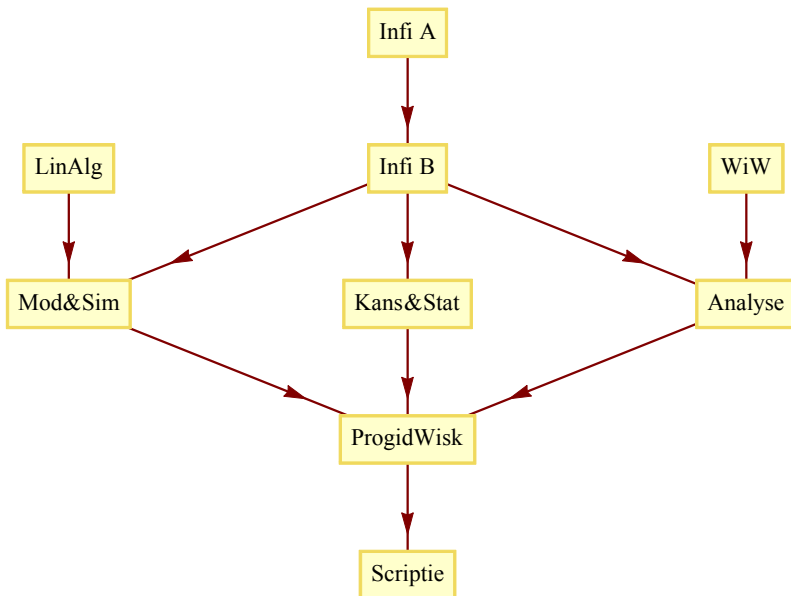 Infi A
LinAlg
Infi B
WiW
Mod&Sim
Kans&Stat
Analyse
ProgidWisk
Scriptie